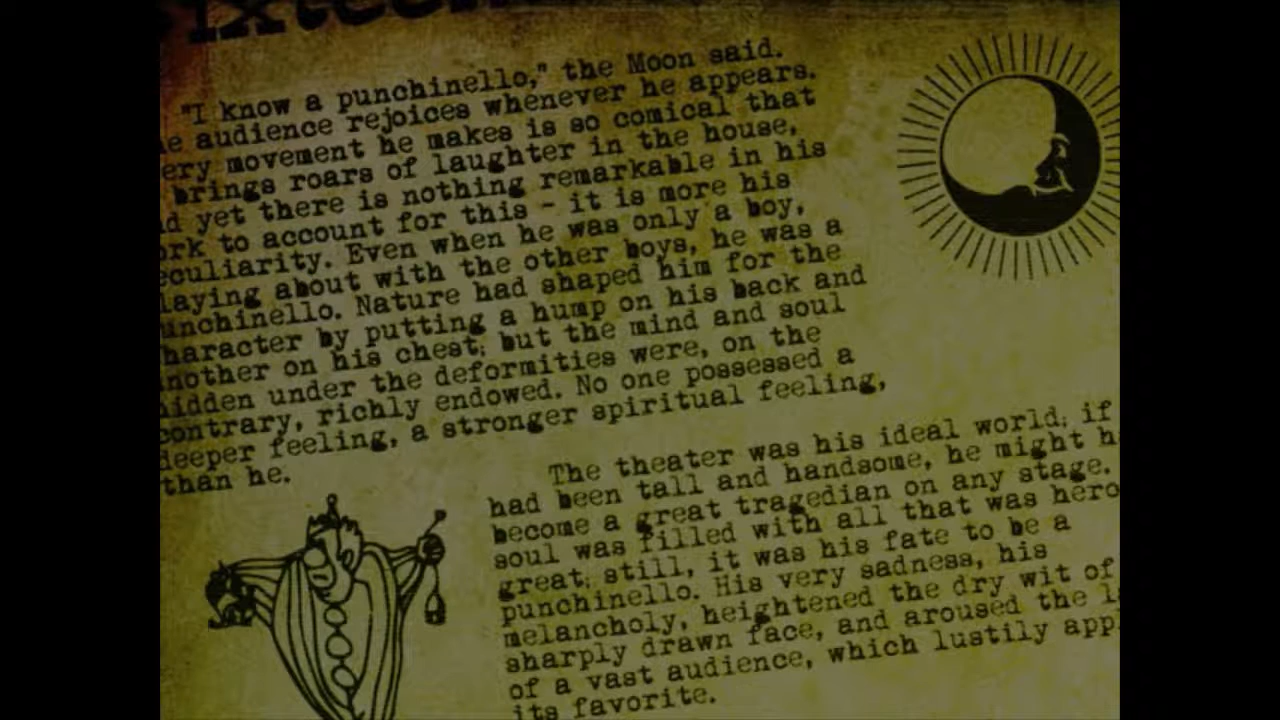 sixteen
"I know a punchinello," the Moon said.
he audience rejoices whenever he appears.
ery movement he makes is so comical that
brings roars of laughter in the house,
nd yet there is nothing remarkable in his
ork to account for this - it is more his
eculiarity. Even when he was only a boy,
laying about with the other boys, he was a
unchinello. Nature had shaped him for the
haracter by putting a hump on his back and
nother on his chest; but the mind and soul
hidden under the deformities were, on the
contrary, richly endowed. No one possessed a
deeper feeling, a stronger spiritual feeling,
than he.
The theater was his ideal world; if
had been tall and handsome, he might h
become a great tragedian on any stage.
soul was filled with all that was hero
great; still, it was his fate to be a
punchinello. His very sadness, his
melancholy, heightened the dry wit of
sharply drawn face, and aroused the l
of a vast audience, which lustily app
its favorite.